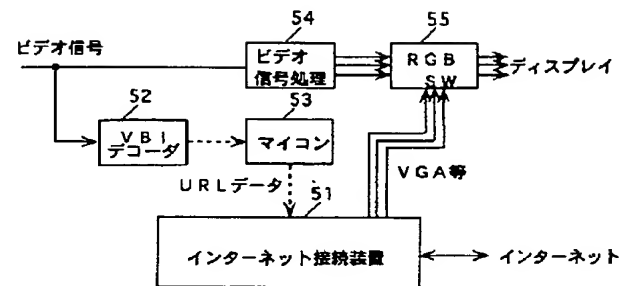 54
55
ビデオ信号
ビデオ
信号処理
RGB
SW
ディスプレイ
52
53
VBI
デコーダ
マイコン
VGA等
URLデータ
51
インターネット接続装置
インターネット